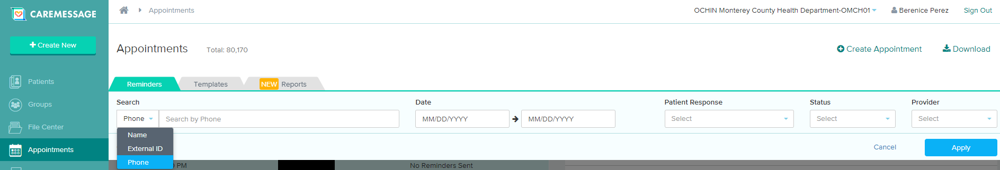 CAREMESSAGE
Appointments
OCHIN Monterey County Health Department-OMCH01
Berenice Perez
Sign Out
+ Create New
Appointments
Total: 80,170
Create Appointment
Download
Patients
Groups
File Center
Appointments
Reminders
Templates
NEW Reports
Search
Date
Patient Response
Status
Provider
Phone
Search by Phone
MM/DD/YYYY
MM/DD/YYYY
Select
Select
Select
Name
External ID
Phone
Cancel
Apply
PM
No Reminders Sent